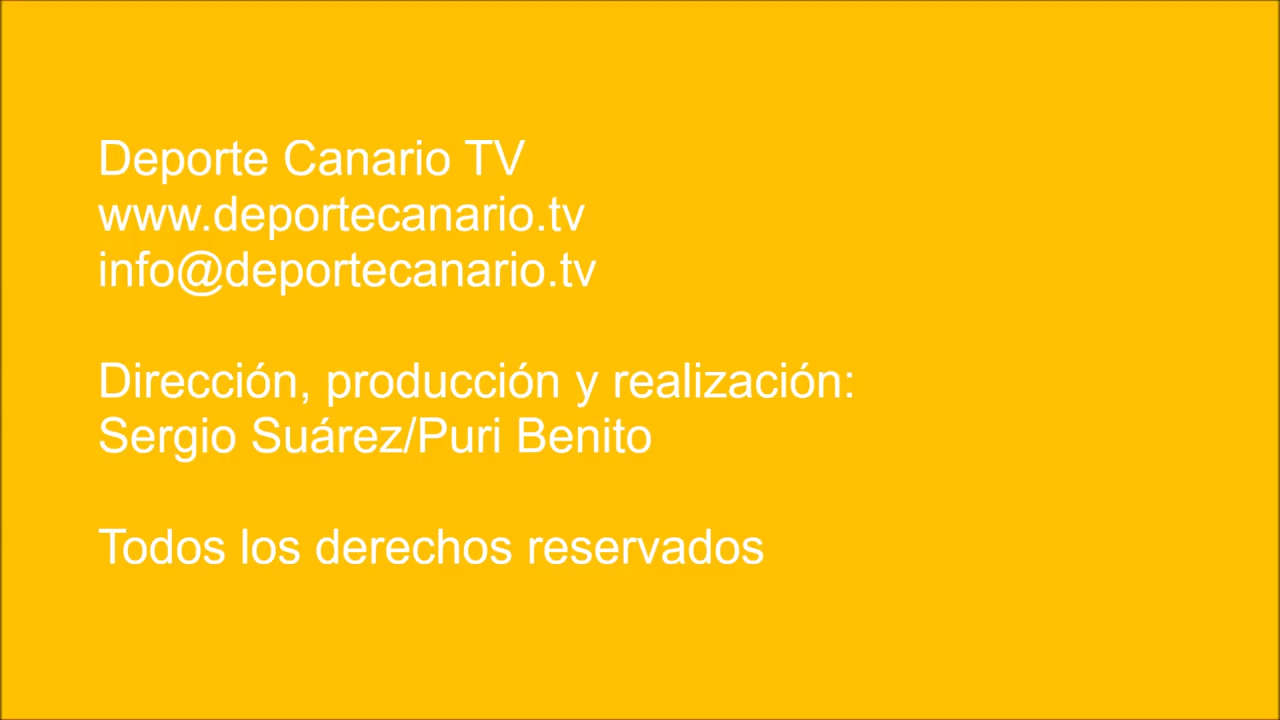 Deporte Canario TV
www.deportecanario.tv
info@deportecanario.tv
Dirección, producción y realización:
Sergio Suárez/Puri Benito
Todos los derechos reservados